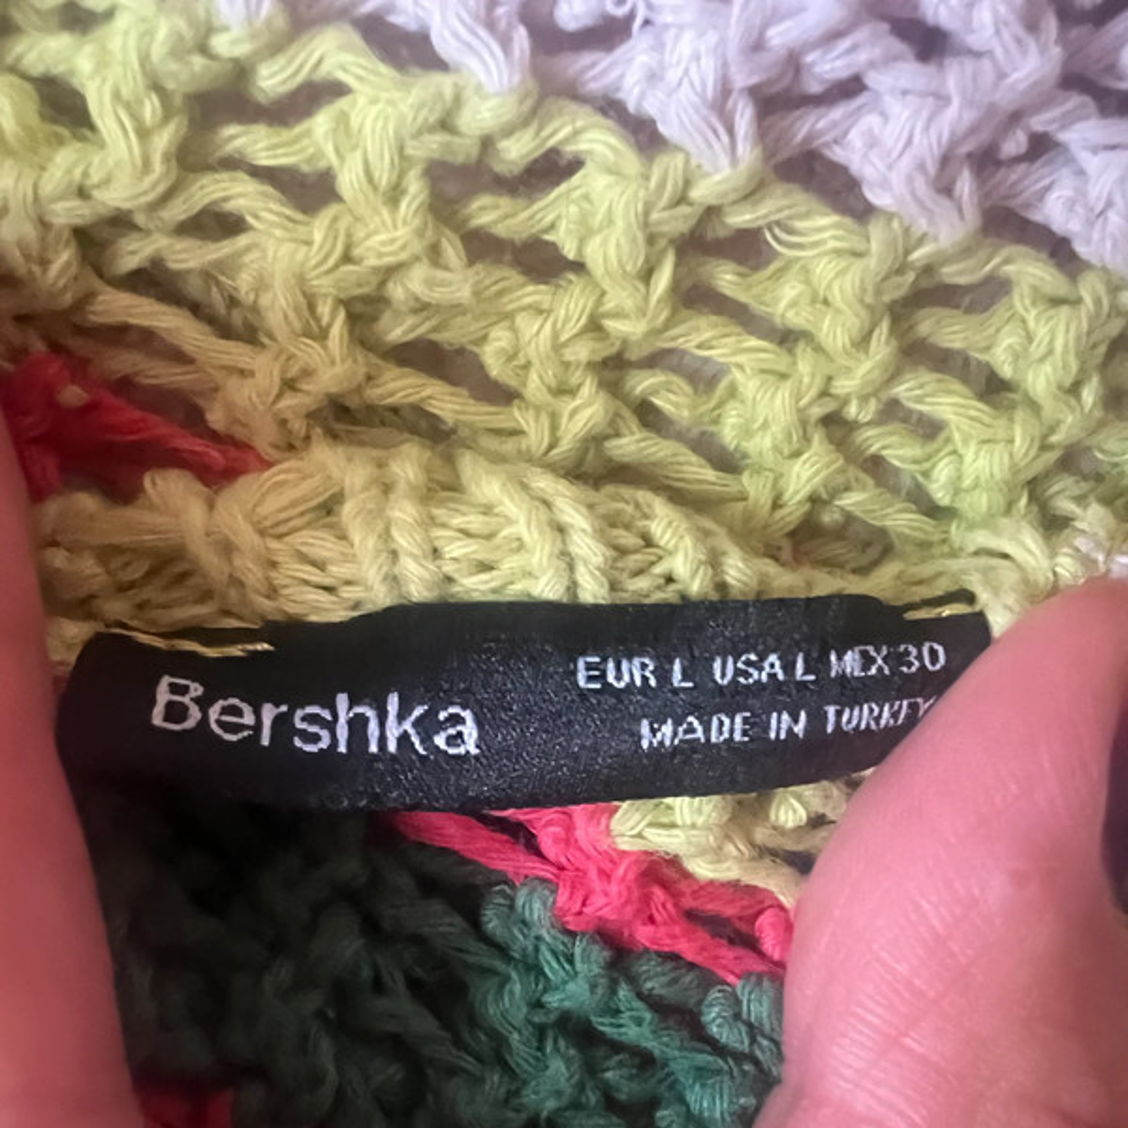 Bershka
EUR L USA L MEX 30
MADE IN TURKEY